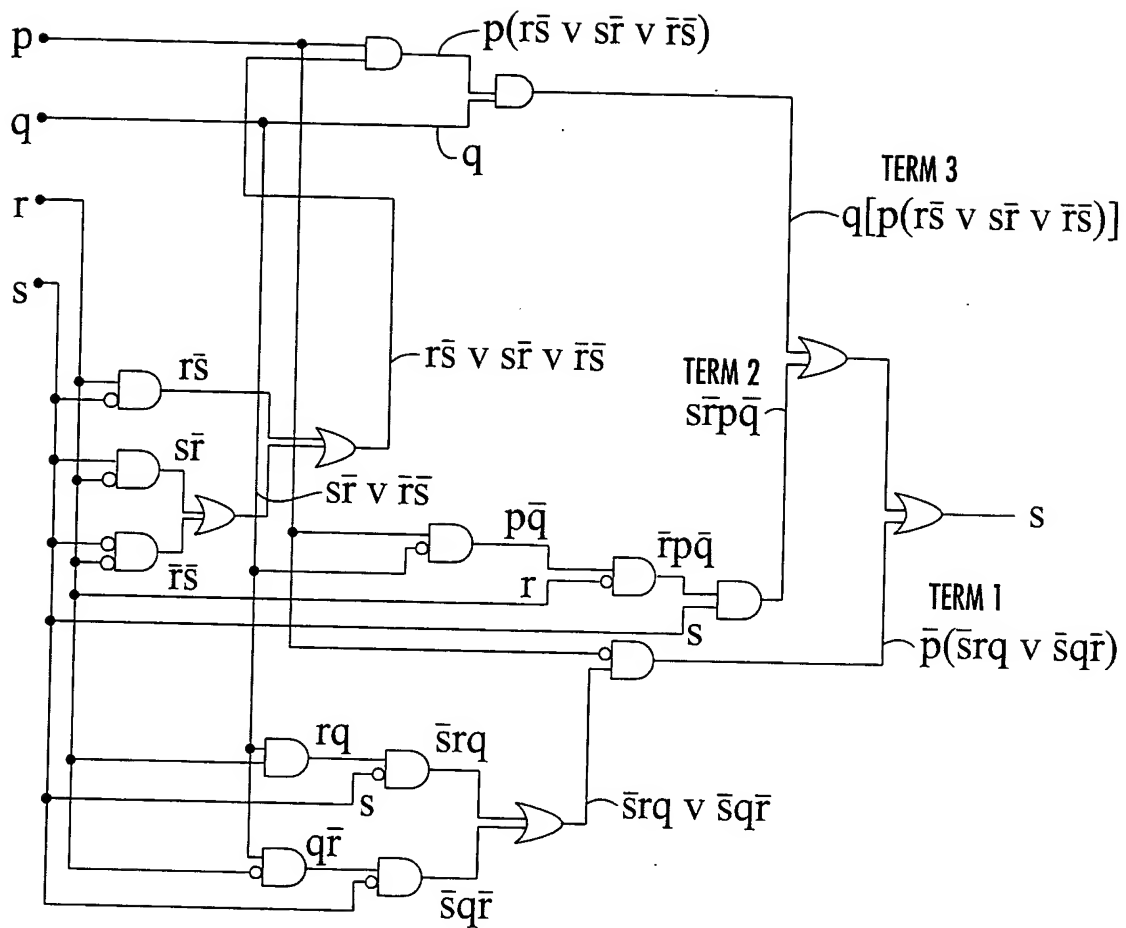 p
p(rs̄ v sr̄ v r̄s̄)
q
q
TERM 3
r
q[p(rs̄ v sr̄ v r̄s̄)]
s
rs̄ v sr̄ v r̄s̄
rs̄
TERM 2
sr̄pq̄
sr̄
sr̄ v r̄s̄
pq̄
s
r̄pq̄
r̄s̄
r
TERM 1
s
p̄(s̄rq v s̄qr̄)
rq
s̄rq
s
s̄rq v s̄qr̄
qr̄
s̄qr̄